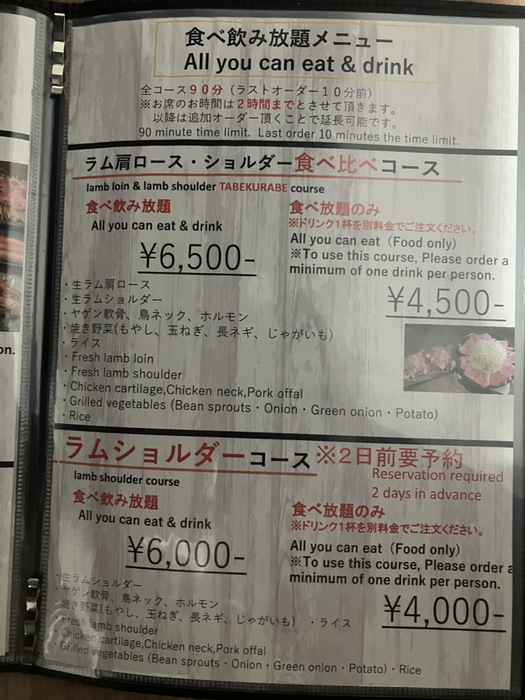 食べ飲み放題メニュー
All you can eat & drink
全コース９０分（ラストオーダー１０分前）
※お席のお時間は２時間までとさせて頂きます。
以降は追加オーダー頂くことで延長可能です。
90 minute time limit. Last order 10 minutes the time limit.
ラム肩ロース・ショルダー食べ比べコース
lamb loin & lamb shoulder TABEKURABE course
食べ飲み放題
All you can eat & drink
¥6,500-
食べ放題のみ
※ドリンク1杯を別料金でご注文ください。
All you can eat（Food only）
※To use this course, Please order a
minimum of one drink per person.
¥4,500-
・生ラム肩ロース
・生ラムショルダー
・ヤゲン軟骨、鳥ネック、ホルモン
・焼き野菜(もやし、玉ねぎ、長ネギ、じゃがいも)
・ライス
・Fresh lamb loin
・Fresh lamb shoulder
・Chicken cartilage,Chicken neck,Pork offal
・Grilled vegetables (Bean sprouts・Onion・Green onion・Potato)
・Rice
on.
ラムショルダーコース※２日前要予約
Reservation required
2 days in advance
lamb shoulder course
食べ飲み放題
All you can eat & drink
¥6,000-
食べ放題のみ
※ドリンク1杯を別料金でご注文ください。
All you can eat（Food only）
※To use this course, Please order a
minimum of one drink per person.
¥4,000-
・生ラムショルダー
・ヤゲン軟骨、鳥ネック、ホルモン
・焼き野菜(もやし、玉ねぎ、長ネギ、じゃがいも)　・ライス
・Fresh lamb shoulder
・Chicken cartilage,Chicken neck,Pork offal
・Grilled vegetables (Bean sprouts・Onion・Green onion・Potato)・Rice